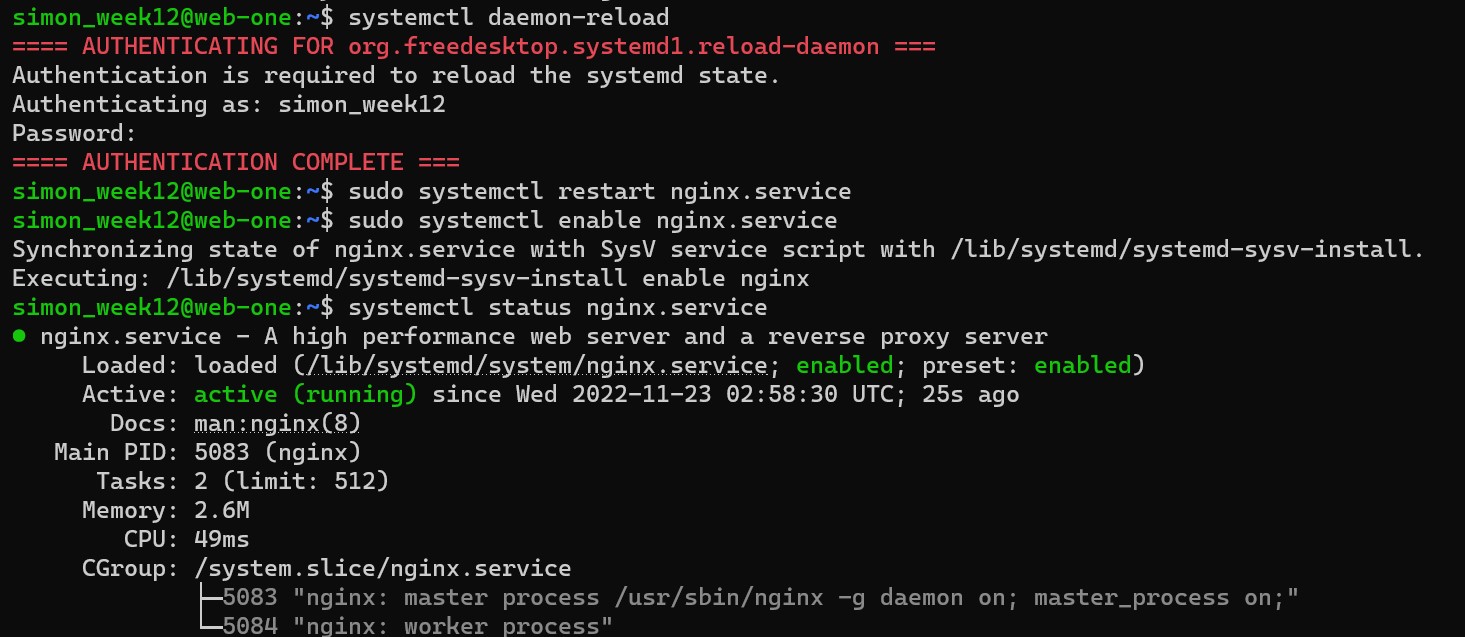 simon_week12@web-one:~$ systemctl daemon-reload
==== AUTHENTICATING FOR org.freedesktop.systemd1.reload-daemon ===
Authentication is required to reload the systemd state.
Authenticating as: simon_week12
Password:
==== AUTHENTICATION COMPLETE ===
simon_week12@web-one:~$ sudo systemctl restart nginx.service
simon_week12@web-one:~$ sudo systemctl enable nginx.service
Synchronizing state of nginx.service with SysV service script with /lib/systemd/systemd-sysv-install.
Executing: /lib/systemd/systemd-sysv-install enable nginx
simon_week12@web-one:~$ systemctl status nginx.service
● nginx.service - A high performance web server and a reverse proxy server
     Loaded: loaded (/lib/systemd/system/nginx.service; enabled; preset: enabled)
     Active: active (running) since Wed 2022-11-23 02:58:30 UTC; 25s ago
       Docs: man:nginx(8)
   Main PID: 5083 (nginx)
      Tasks: 2 (limit: 512)
     Memory: 2.6M
        CPU: 49ms
     CGroup: /system.slice/nginx.service
             ├─5083 "nginx: master process /usr/sbin/nginx -g daemon on; master_process on;"
             └─5084 "nginx: worker process"